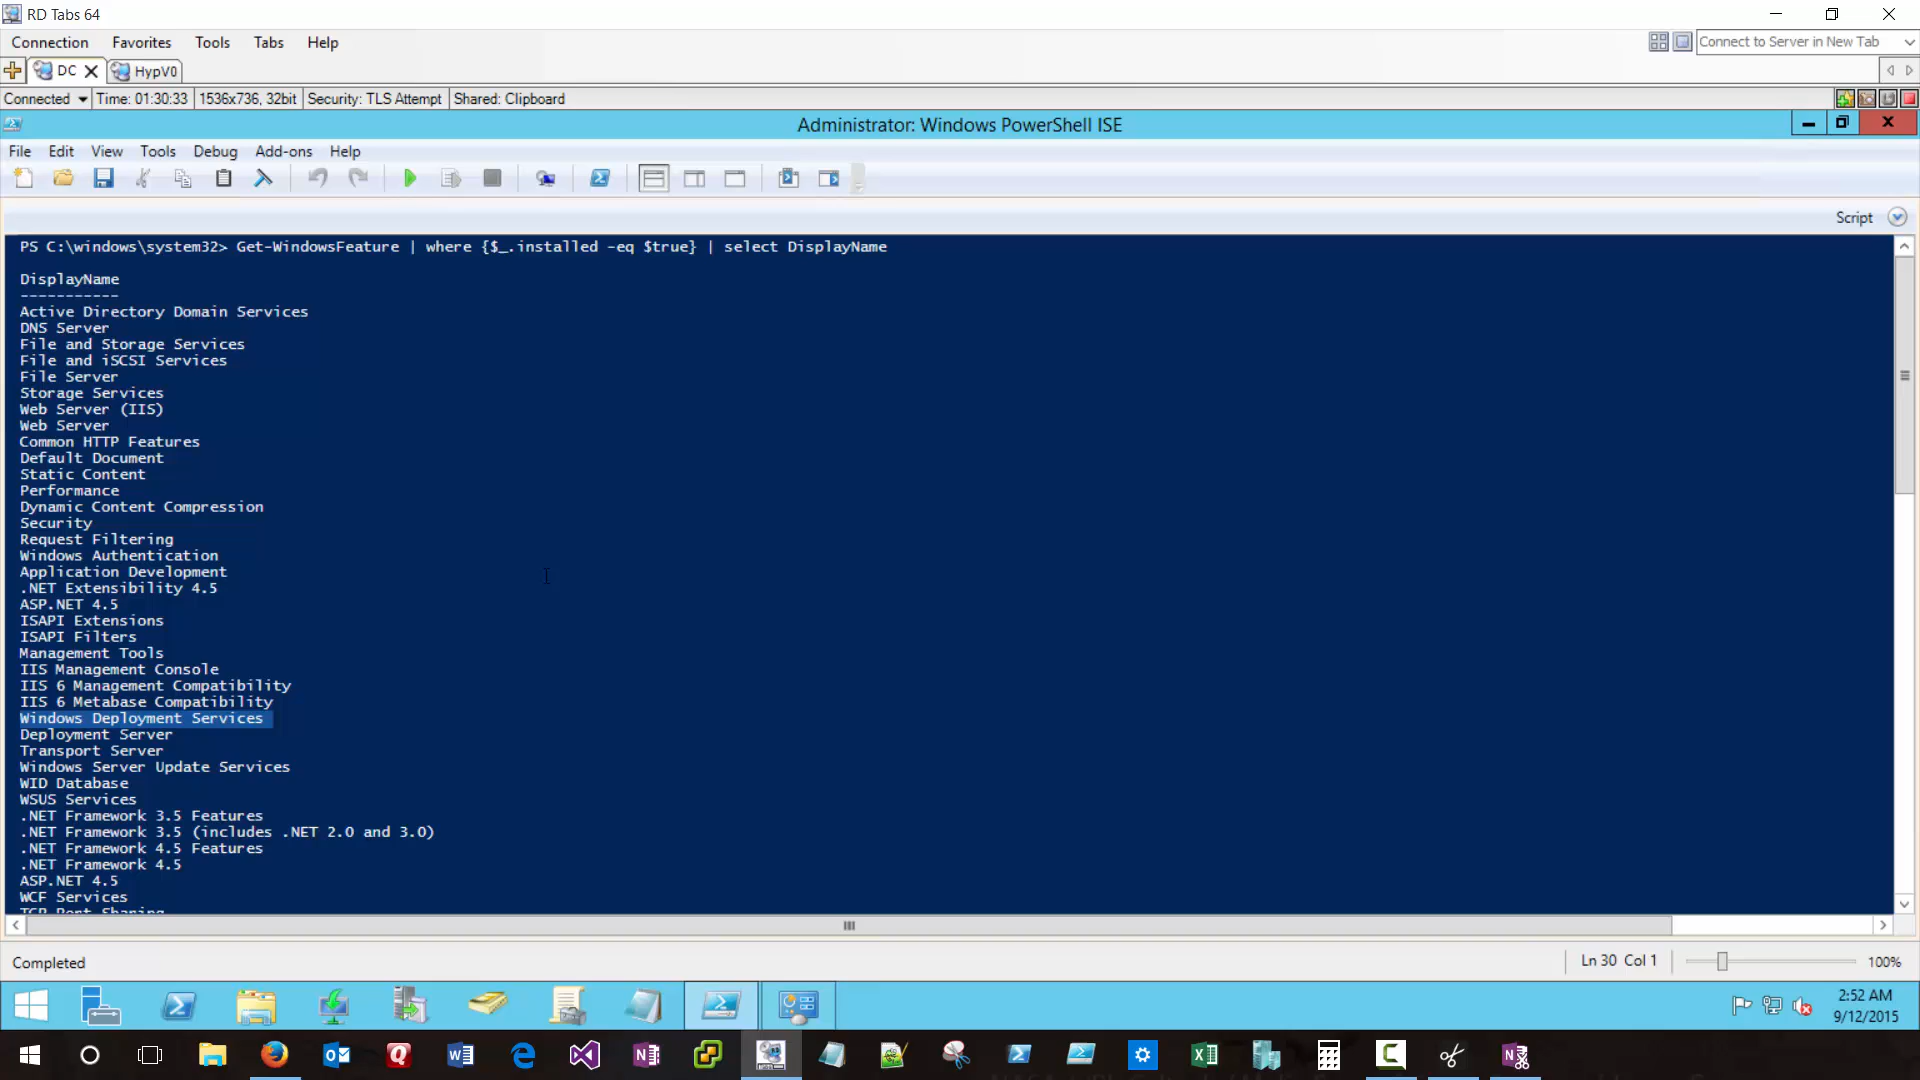 RD Tabs 64
Connection Favorites Tools Tabs Help
Connect to Server in New Tab
DC HypV0
Connected Time: 01:30:33 1536x736, 32bit Security: TLS Attempt Shared: Clipboard
Administrator: Windows PowerShell ISE
File Edit View Tools Debug Add-ons Help
Script
PS C:\windows\system32> Get-WindowsFeature | where {$_.installed -eq $true} | select DisplayName
DisplayName
-----------
Active Directory Domain Services
DNS Server
File and Storage Services
File and iSCSI Services
File Server
Storage Services
Web Server (IIS)
Web Server
Common HTTP Features
Default Document
Static Content
Performance
Dynamic Content Compression
Security
Request Filtering
Windows Authentication
Application Development
.NET Extensibility 4.5
ASP.NET 4.5
ISAPI Extensions
ISAPI Filters
Management Tools
IIS Management Console
IIS 6 Management Compatibility
IIS 6 Metabase Compatibility
Windows Deployment Services
Deployment Server
Transport Server
Windows Server Update Services
WID Database
WSUS Services
.NET Framework 3.5 Features
.NET Framework 3.5 (includes .NET 2.0 and 3.0)
.NET Framework 4.5 Features
.NET Framework 4.5
ASP.NET 4.5
WCF Services
TCP Port Sharing
Completed
Ln 30 Col 1
100%
2:52 AM
9/12/2015